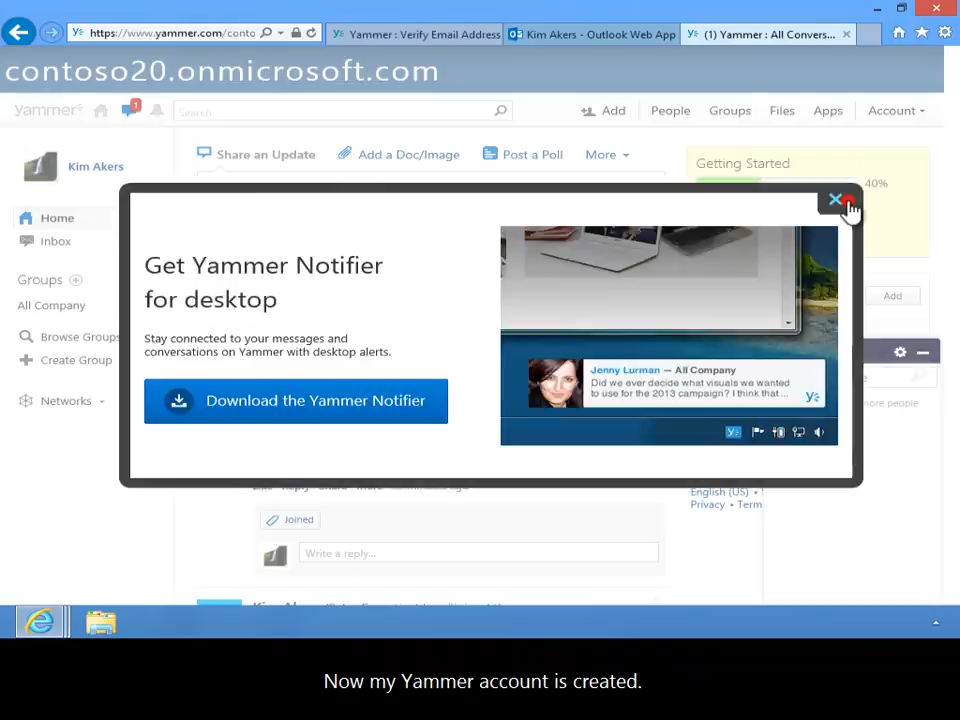 https://www.yammer.com/conto
Yammer : Verify Email Address
Kim Akers - Outlook Web App
(1) Yammer : All Convers...
contoso20.onmicrosoft.com
yammer
1
Search
Add
People
Groups
Files
Apps
Account
Kim Akers
Share an Update
Add a Doc/Image
Post a Poll
More
Getting Started
40%
Home
Inbox
Groups
All Company
Browse Groups
Create Group
Networks
Add
Get Yammer Notifier
for desktop
Stay connected to your messages and
conversations on Yammer with desktop alerts.
Download the Yammer Notifier
Jenny Lurman — All Company
Did we ever decide what visuals we wanted
to use for the 2013 campaign? I think that ...
more people
English (US) •
Privacy • Term
Joined
Write a reply...
Now my Yammer account is created.